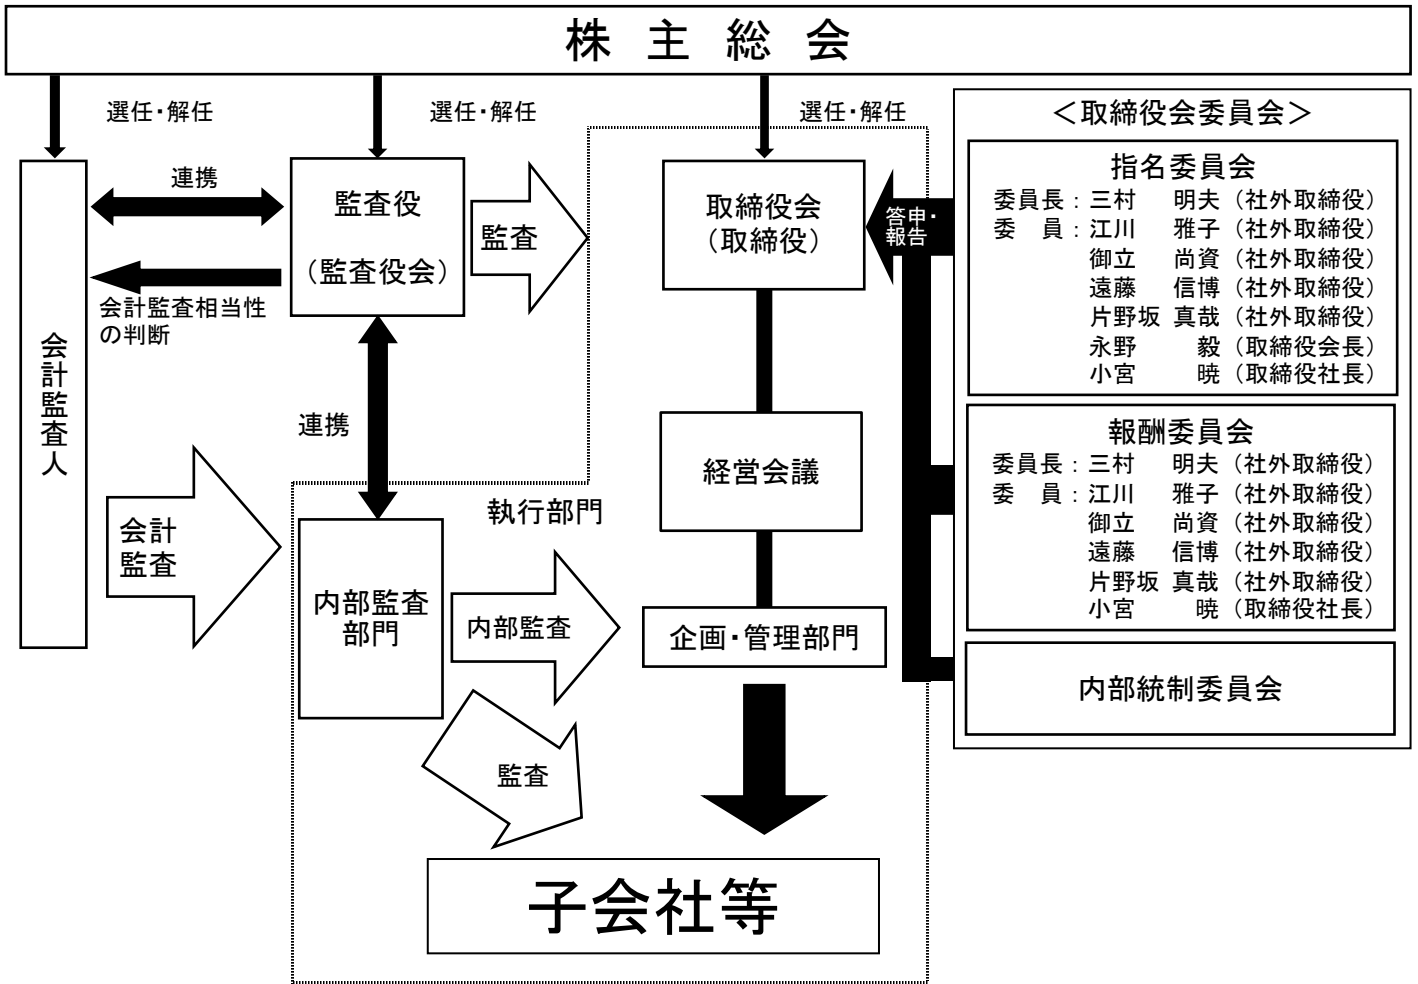 株 主 総 会
選任・解任
選任・解任
選任・解任
会計監査人
連携
会計監査相当性
の判断
監査役
（監査役会）
監査
取締役会
（取締役）
答申・
報告
連携
執行部門
経営会議
会計
監査
内部監査
部門
内部監査
企画・管理部門
監査
子会社等
＜取締役会委員会＞
指名委員会
委員長：三村 明夫（社外取締役）
委 員：江川 雅子（社外取締役）
御立 尚資（社外取締役）
遠藤 信博（社外取締役）
片野坂 真哉（社外取締役）
永野 毅（取締役会長）
小宮 暁（取締役社長）
報酬委員会
委員長：三村 明夫（社外取締役）
委 員：江川 雅子（社外取締役）
御立 尚資（社外取締役）
遠藤 信博（社外取締役）
片野坂 真哉（社外取締役）
小宮 暁（取締役社長）
内部統制委員会